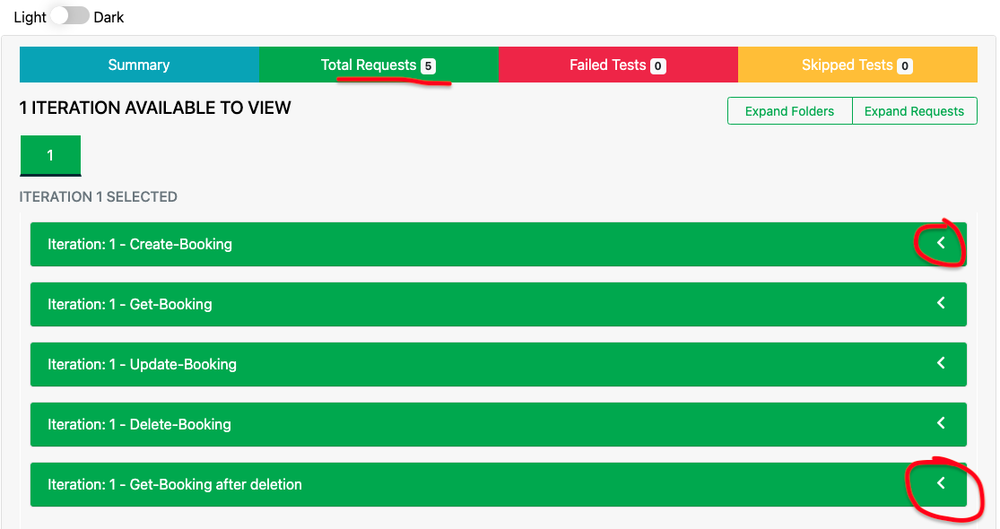 Light Dark
Summary Total Requests 5 Failed Tests 0 Skipped Tests 0
1 ITERATION AVAILABLE TO VIEW
Expand Folders Expand Requests
1
ITERATION 1 SELECTED
Iteration: 1 - Create-Booking
Iteration: 1 - Get-Booking
Iteration: 1 - Update-Booking
Iteration: 1 - Delete-Booking
Iteration: 1 - Get-Booking after deletion